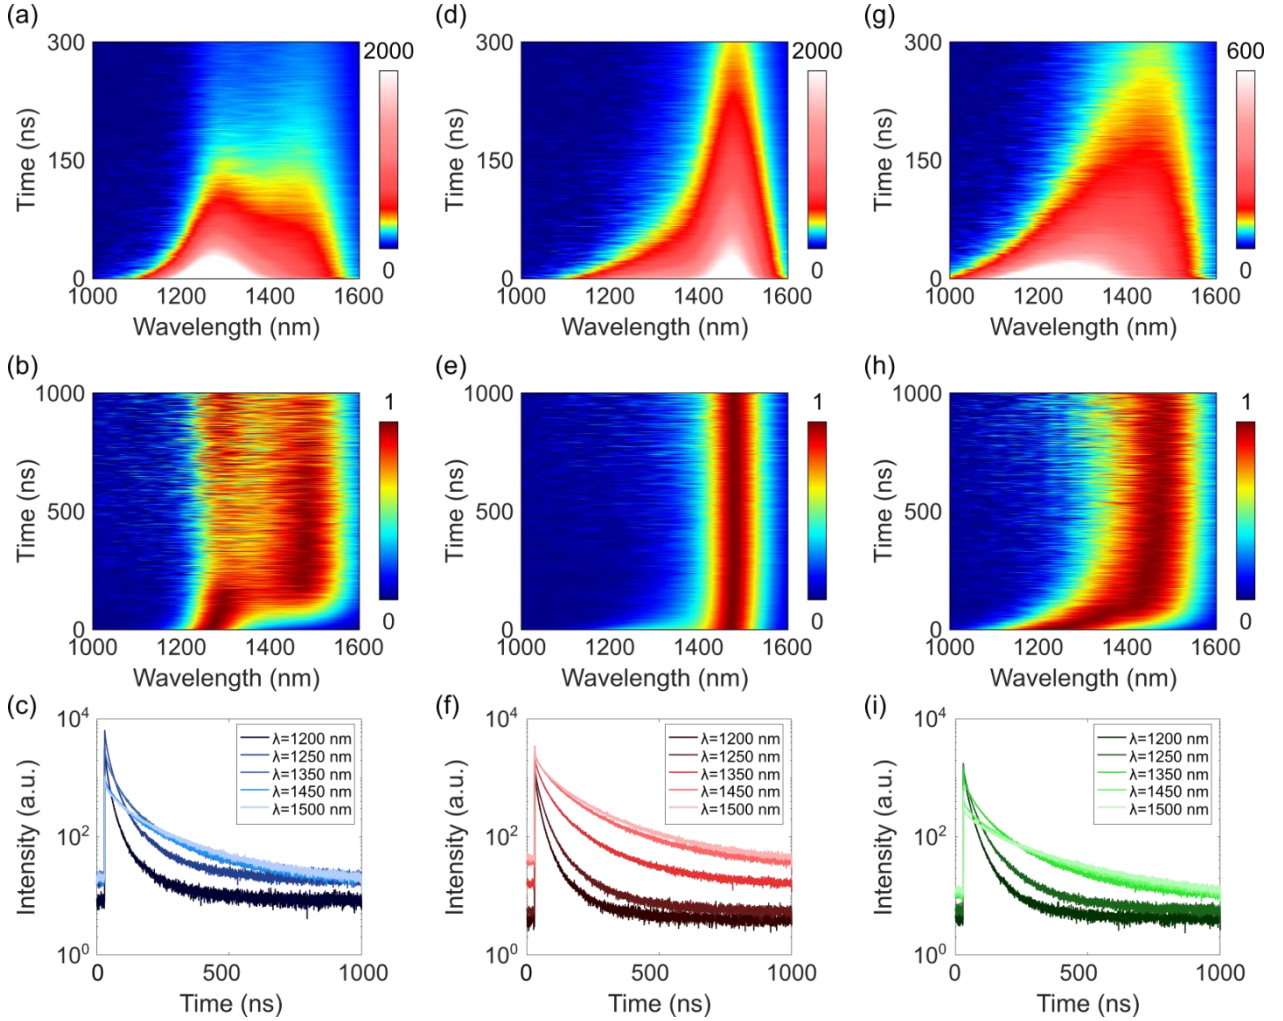 (a)
300
150
0
Time (ns)
1000 1200 1400 1600
Wavelength (nm)
2000
0
(d)
300
150
0
Time (ns)
1000 1200 1400 1600
Wavelength (nm)
2000
0
(g)
300
150
0
Time (ns)
1000 1200 1400 1600
Wavelength (nm)
600
0
(b)
1000
500
0
Time (ns)
1000 1200 1400 1600
Wavelength (nm)
1
0
(e)
1000
500
0
Time (ns)
1000 1200 1400 1600
Wavelength (nm)
1
0
(h)
1000
500
0
Time (ns)
1000 1200 1400 1600
Wavelength (nm)
1
0
(c)
10⁴
10²
10⁰
Intensity (a.u.)
0 500 1000
Time (ns)
λ=1200 nm
λ=1250 nm
λ=1350 nm
λ=1450 nm
λ=1500 nm
(f)
10⁴
10²
10⁰
Intensity (a.u.)
0 500 1000
Time (ns)
λ=1200 nm
λ=1250 nm
λ=1350 nm
λ=1450 nm
λ=1500 nm
(i)
10⁴
10²
10⁰
Intensity (a.u.)
0 500 1000
Time (ns)
λ=1200 nm
λ=1250 nm
λ=1350 nm
λ=1450 nm
λ=1500 nm